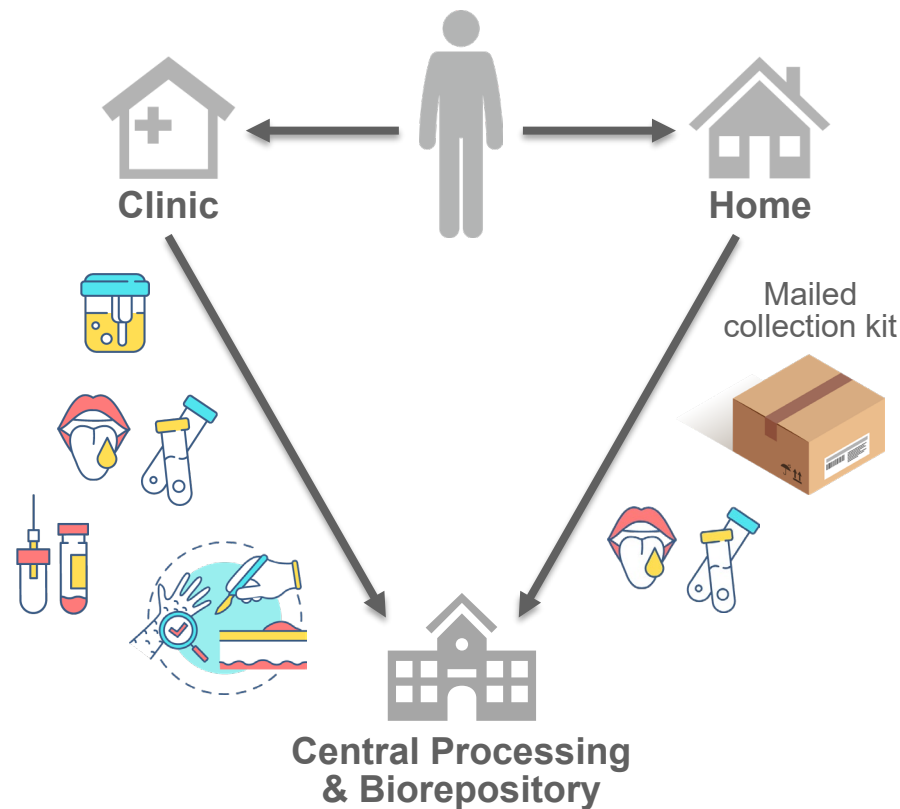 Clinic
Home
Mailed
collection kit
Central Processing
& Biorepository